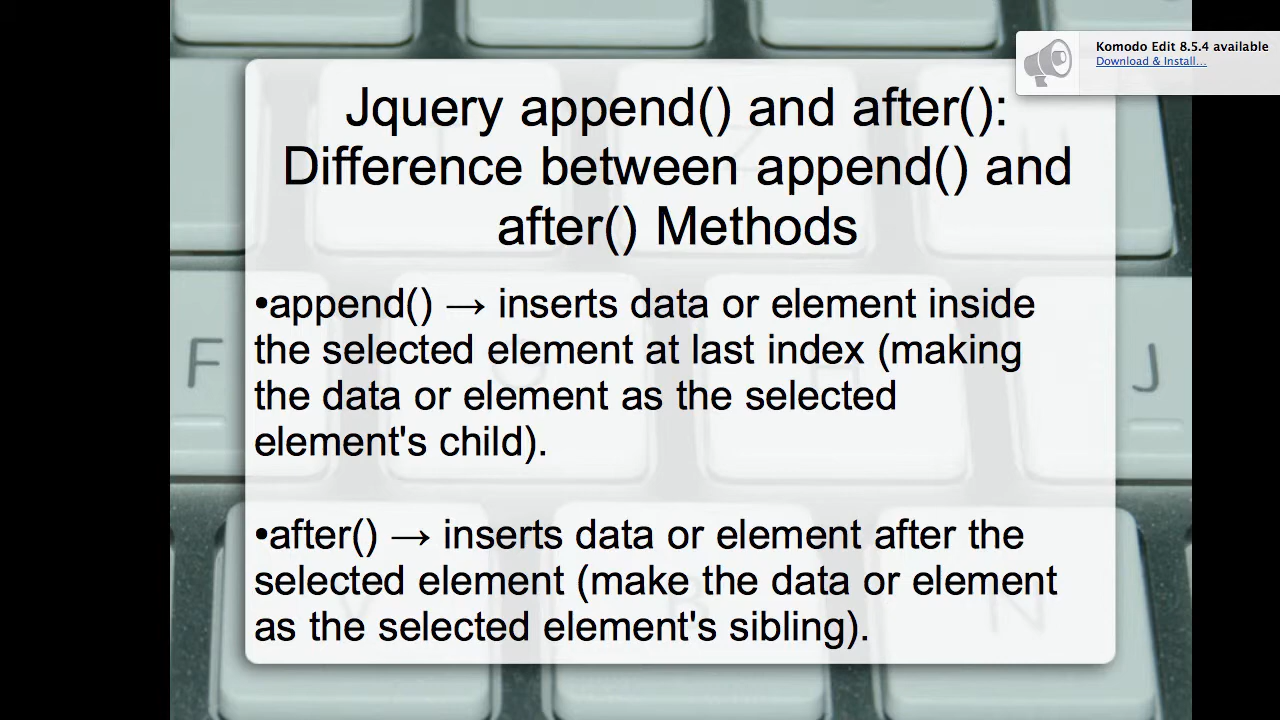 Komodo Edit 8.5.4 available
Download & Install...
Jquery append() and after():
Difference between append() and
after() Methods
•append() → inserts data or element inside
the selected element at last index (making
the data or element as the selected
element's child).
•after() → inserts data or element after the
selected element (make the data or element
as the selected element's sibling).
F
J
N